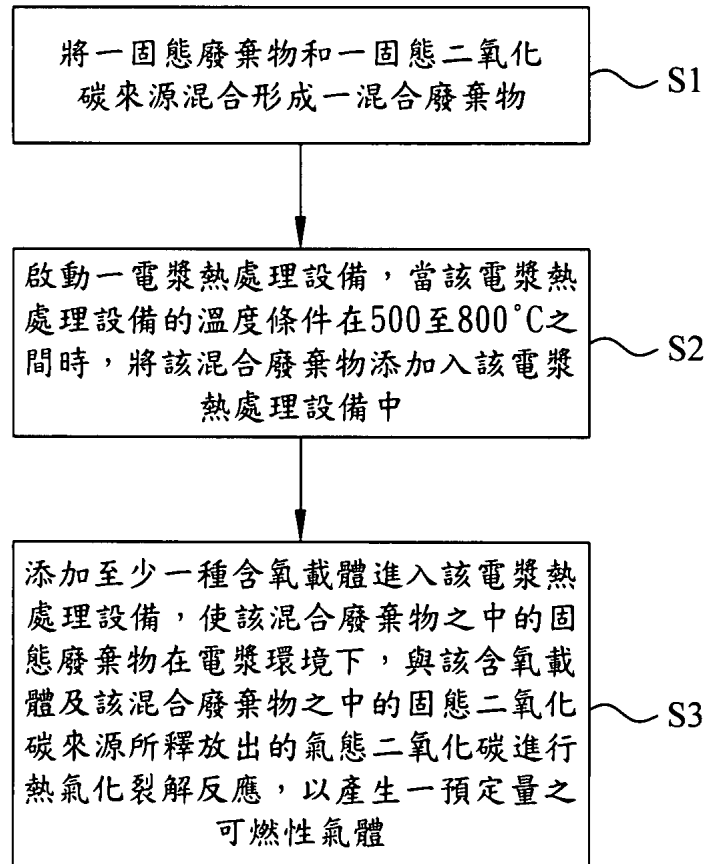 將一固態廢棄物和一固態二氧化
碳來源混合形成一混合廢棄物
S1
啟動一電漿熱處理設備，當該電漿熱
處理設備的溫度條件在500至800°C之
間時，將該混合廢棄物添加入該電漿
熱處理設備中
S2
添加至少一種含氧載體進入該電漿熱
處理設備，使該混合廢棄物之中的固
態廢棄物在電漿環境下，與該含氧載
體及該混合廢棄物之中的固態二氧化
碳來源所釋放出的氣態二氧化碳進行
熱氣化裂解反應，以產生一預定量之
可燃性氣體
S3